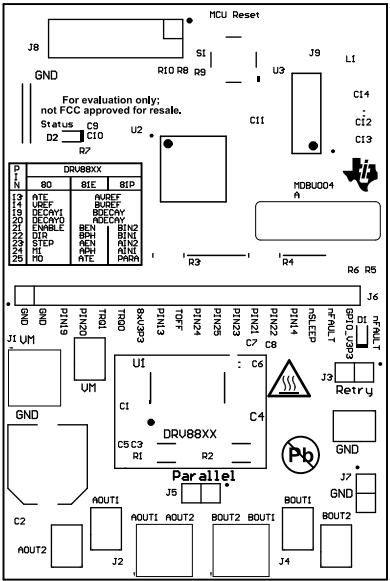 MCU Reset
J8
S1
J9
L1
R10 R8
R9
U3
GND
C14
For evaluation only;
not FCC approved for resale.
Status
C9
D2
C10
R7
U2
C11
C12
C13
PIN
DRV88XX
80 81E 81P
13 ATE AVREF
14 VREF BVREF
19 DECAY1 BDECAY
20 DECAY0 ADECAY
21 ENABLE BEN BIN2
22 DIR BPH BIN1
23 STEP AEN AIN2
24 M1 APH AIN1
25 M0 ATE PARA
MDBU004
A
R3
R4
R6 R5
J6
GND
GND
PIN19
PIN20
TRQ1
TRQ0
8xV3P3
PIN13
TOFF
PIN24
PIN25
PIN23
PIN21
PIN22
PIN14
nSLEEP
nFAULT
GPIO_V3P3
nFAULT
D1
J1
VM
VM
GND
U1
C7 C8
C6
C1
C4
DRV88XX
C5 C3
R1
R2
J3
Retry
Pb
GND
Parallel
J5
J7
GND
C2
AOUT1
AOUT2
J2
AOUT1 AOUT2
BOUT2 BOUT1
J4
BOUT1
BOUT2